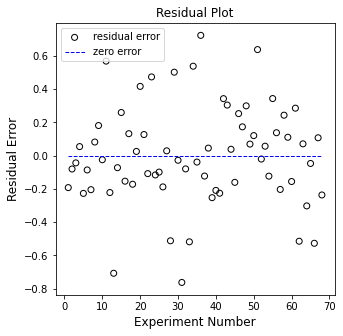 Residual Plot
residual error
zero error
Residual Error
0.6
0.4
0.2
0.0
−0.2
−0.4
−0.6
−0.8
0 10 20 30 40 50 60 70
Experiment Number